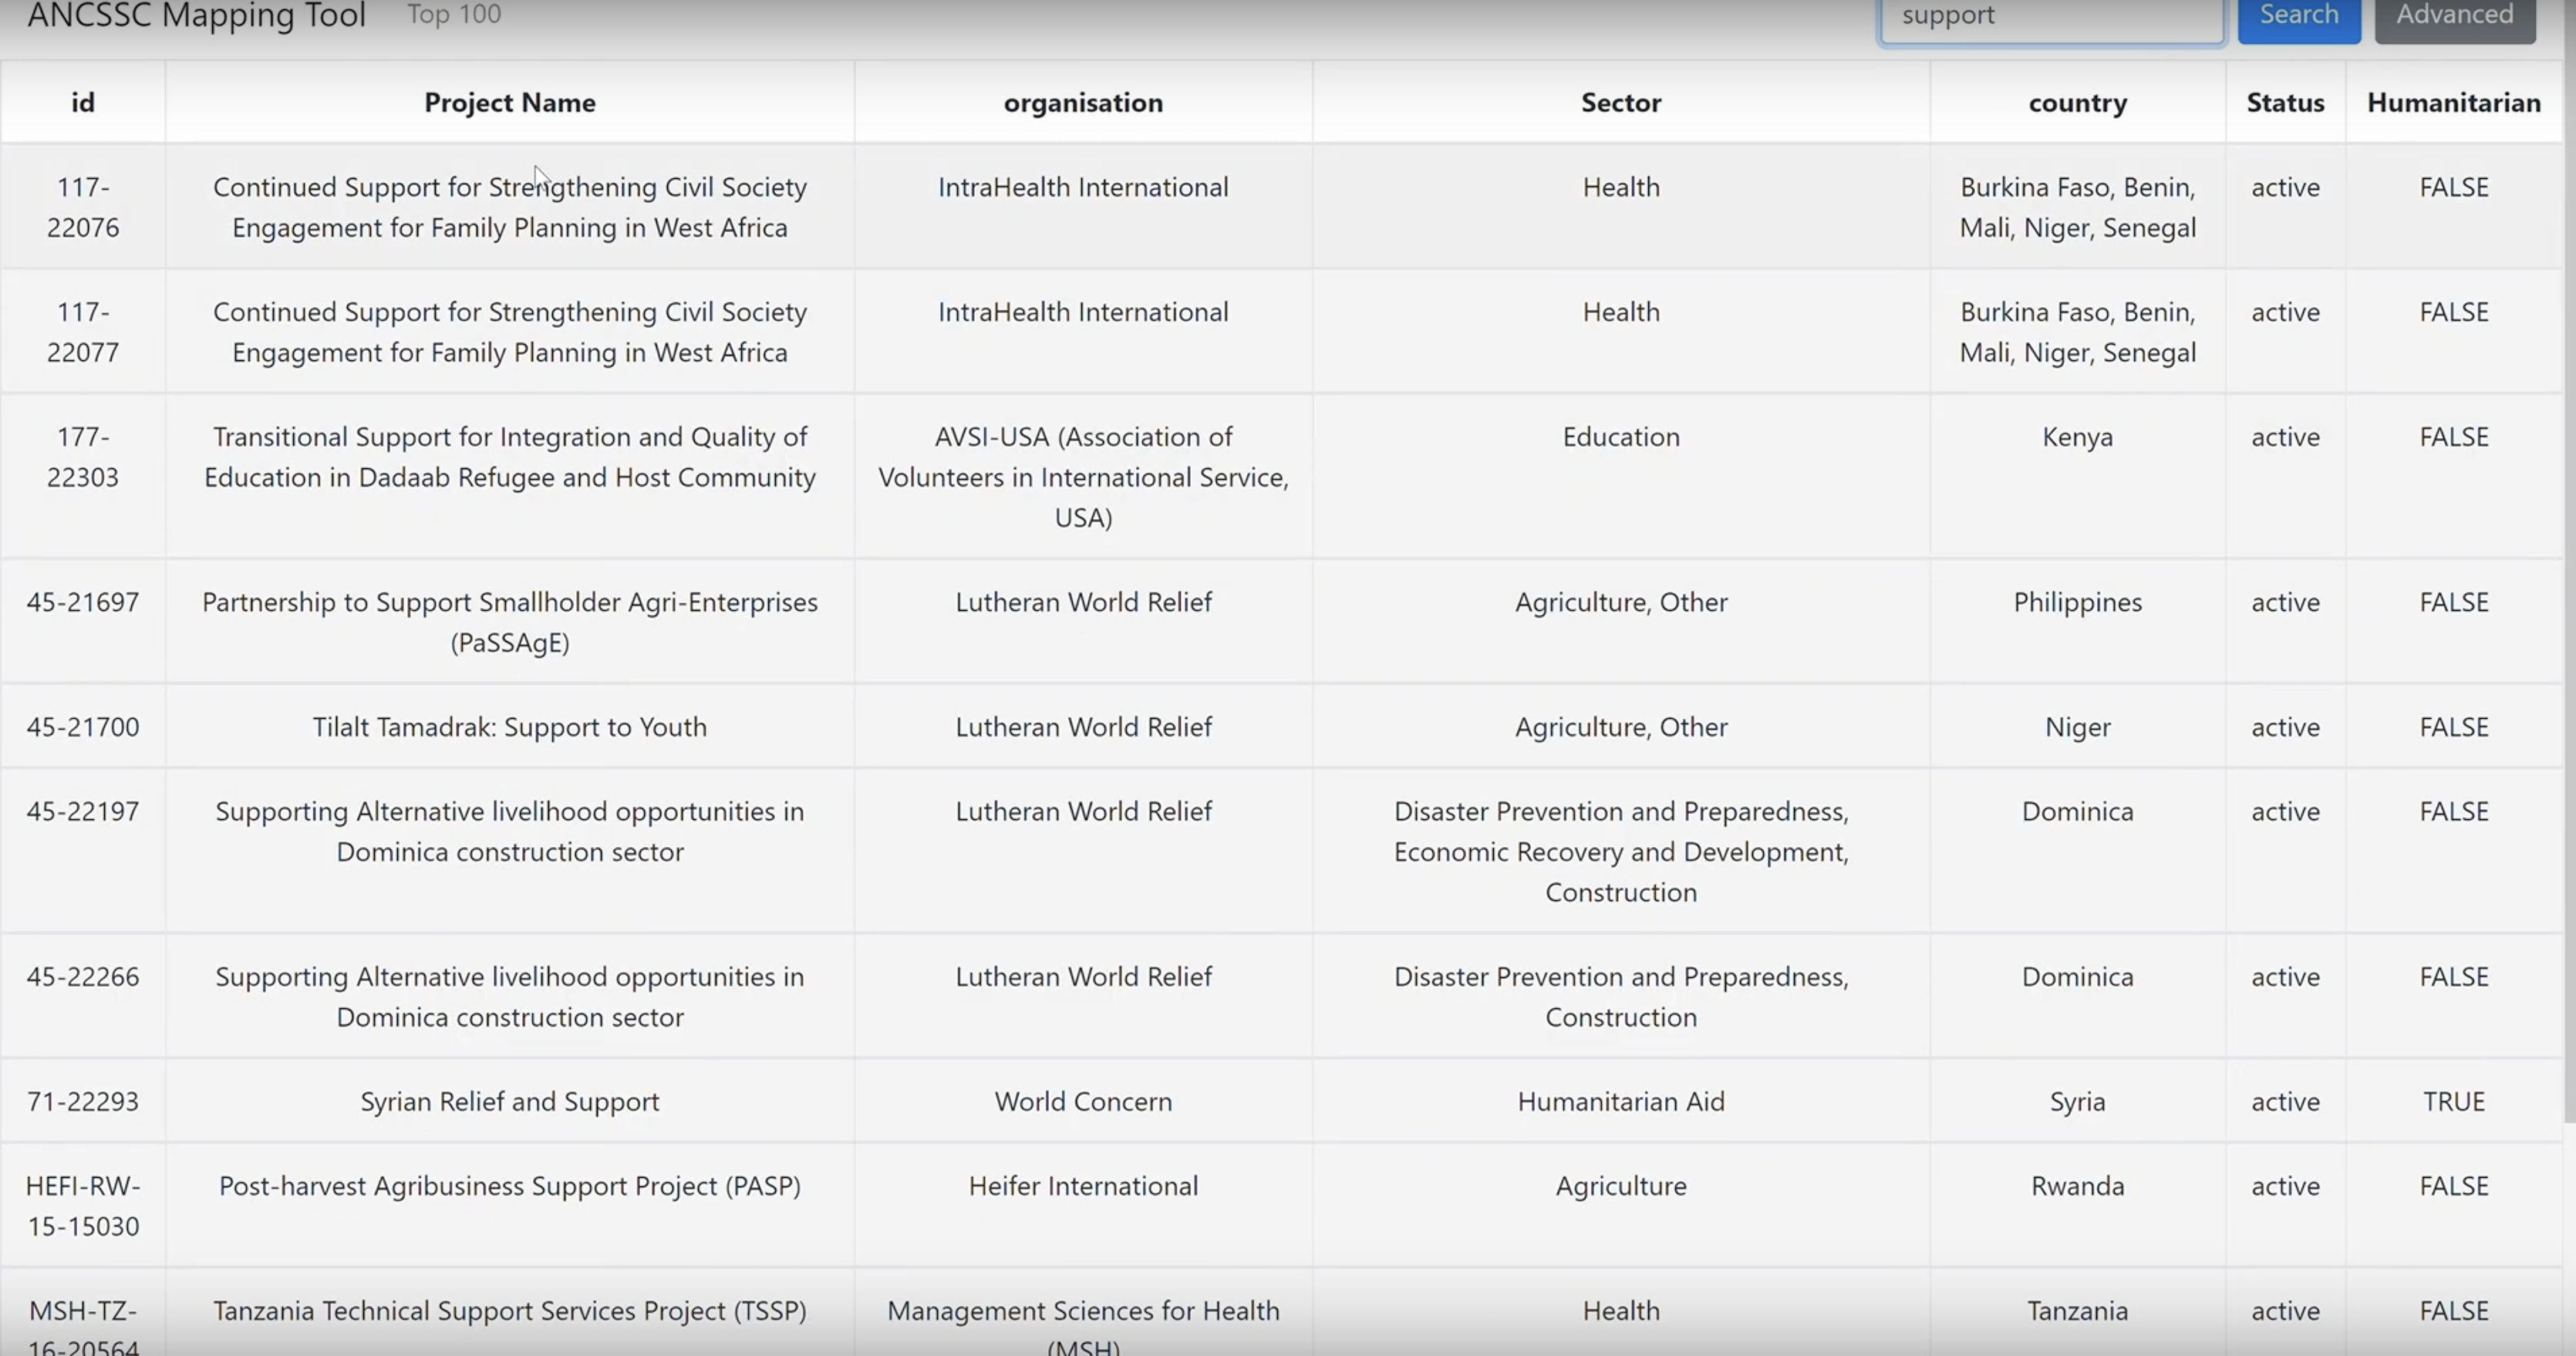 ANCSSC Mapping Tool Top 100 support Search Advanced
id Project Name organisation Sector country Status Humanitarian
117- Continued Support for Strengthening Civil Society IntraHealth International Health Burkina Faso, Benin, active FALSE
22076 Engagement for Family Planning in West Africa Mali, Niger, Senegal
117- Continued Support for Strengthening Civil Society IntraHealth International Health Burkina Faso, Benin, active FALSE
22077 Engagement for Family Planning in West Africa Mali, Niger, Senegal
177- Transitional Support for Integration and Quality of AVSI-USA (Association of Education Kenya active FALSE
22303 Education in Dadaab Refugee and Host Community Volunteers in International Service,
USA)
45-21697 Partnership to Support Smallholder Agri-Enterprises Lutheran World Relief Agriculture, Other Philippines active FALSE
(PaSSAgE)
45-21700 Tilalt Tamadrak: Support to Youth Lutheran World Relief Agriculture, Other Niger active FALSE
45-22197 Supporting Alternative livelihood opportunities in Lutheran World Relief Disaster Prevention and Preparedness, Dominica active FALSE
Dominica construction sector Economic Recovery and Development,
Construction
45-22266 Supporting Alternative livelihood opportunities in Lutheran World Relief Disaster Prevention and Preparedness, Dominica active FALSE
Dominica construction sector Construction
71-22293 Syrian Relief and Support World Concern Humanitarian Aid Syria active TRUE
HEFI-RW- Post-harvest Agribusiness Support Project (PASP) Heifer International Agriculture Rwanda active FALSE
15-15030
MSH-TZ- Tanzania Technical Support Services Project (TSSP) Management Sciences for Health Health Tanzania active FALSE
16-20564 (MSH)